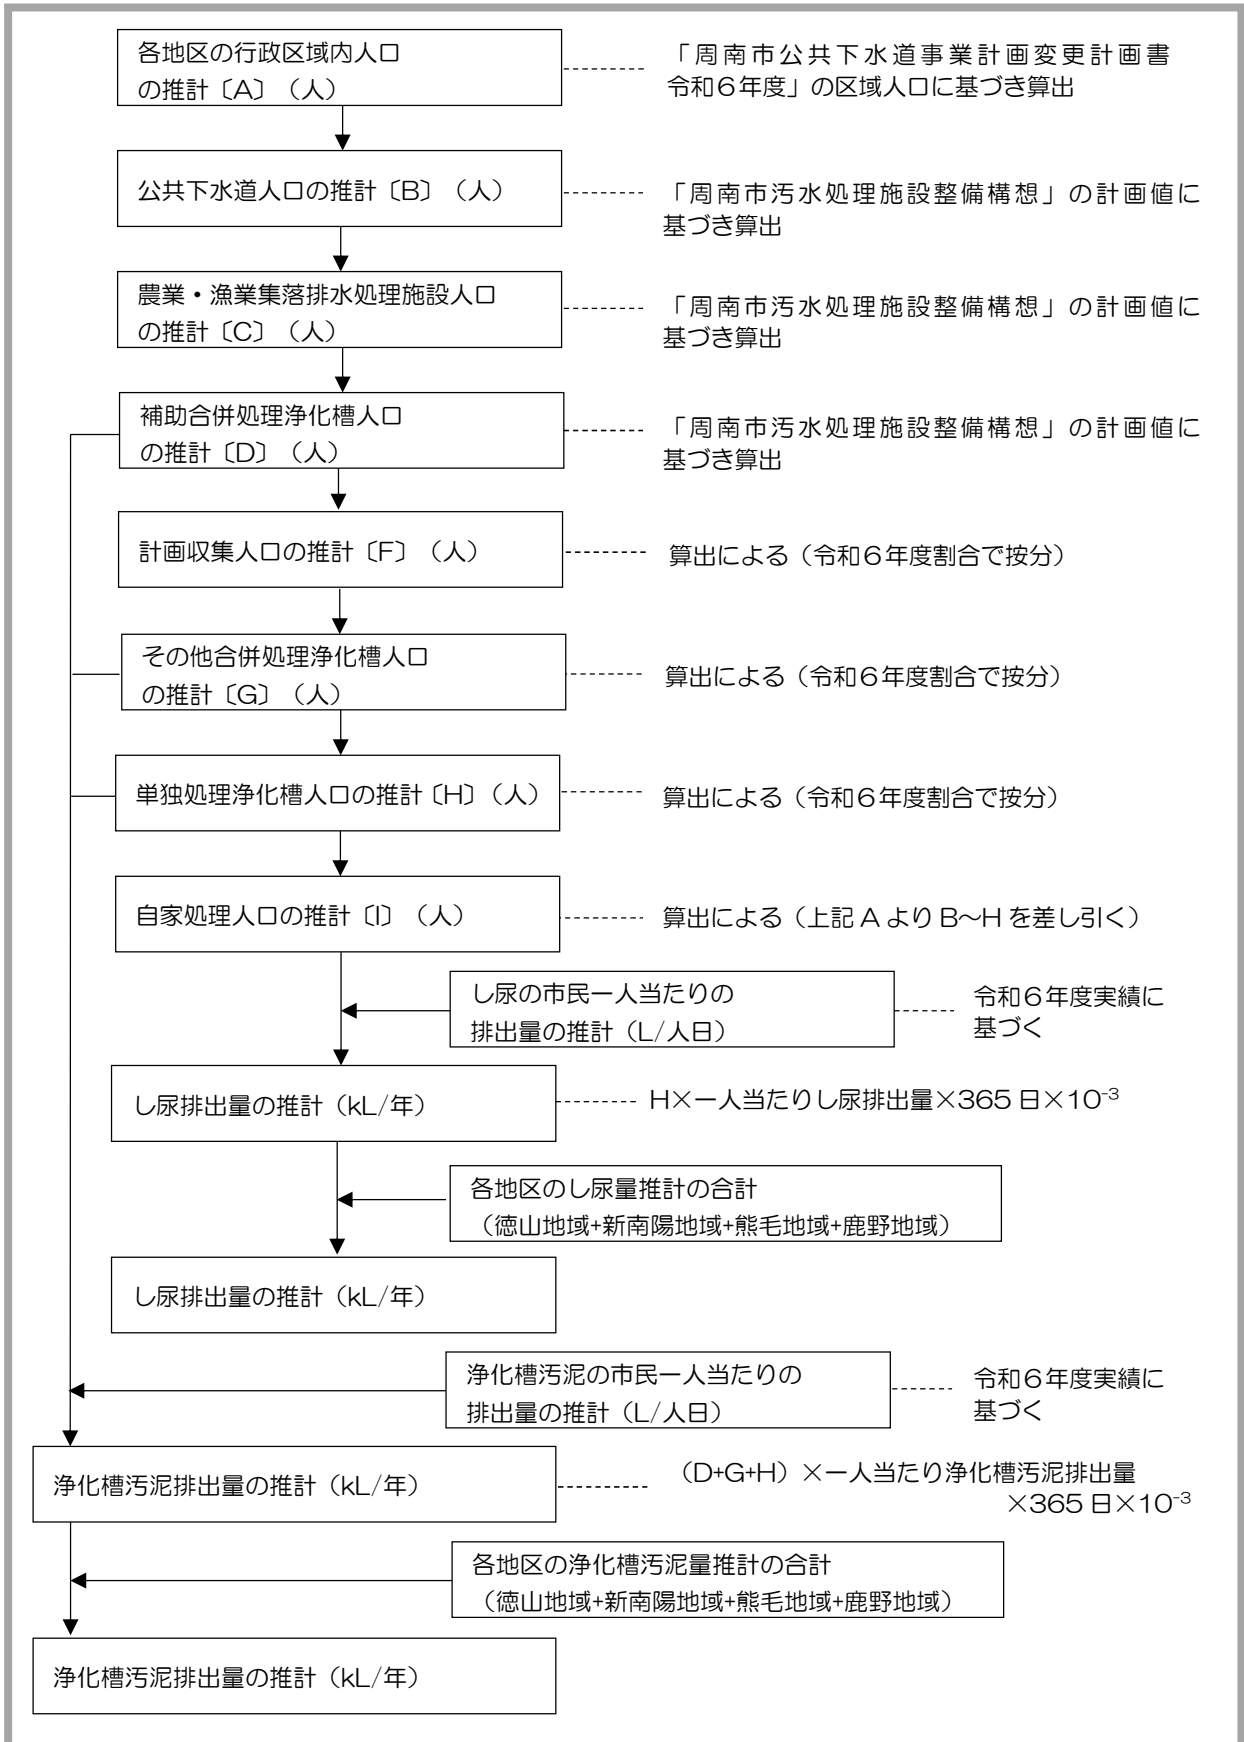 各地区の行政区域内人口
の推計〔A〕（人）
「周南市公共下水道事業計画変更計画書
令和６年度」の区域人口に基づき算出
公共下水道人口の推計〔B〕（人）
「周南市汚水処理施設整備構想」の計画値に
基づき算出
農業・漁業集落排水処理施設人口
の推計〔C〕（人）
「周南市汚水処理施設整備構想」の計画値に
基づき算出
補助合併処理浄化槽人口
の推計〔D〕（人）
「周南市汚水処理施設整備構想」の計画値に
基づき算出
計画収集人口の推計〔F〕（人）
算出による（令和６年度割合で按分）
その他合併処理浄化槽人口
の推計〔G〕（人）
算出による（令和６年度割合で按分）
単独処理浄化槽人口の推計〔H〕（人）
算出による（令和６年度割合で按分）
自家処理人口の推計〔I〕（人）
算出による（上記 A より B～H を差し引く）
し尿の市民一人当たりの
排出量の推計（L/人日）
令和６年度実績に
基づく
し尿排出量の推計（kL/年）
H×一人当たりし尿排出量×365 日×10⁻³
各地区のし尿量推計の合計
（徳山地域+新南陽地域+熊毛地域+鹿野地域）
し尿排出量の推計（kL/年）
浄化槽汚泥の市民一人当たりの
排出量の推計（L/人日）
令和６年度実績に
基づく
浄化槽汚泥排出量の推計（kL/年）
（D+G+H）×一人当たり浄化槽汚泥排出量
×365 日×10⁻³
各地区の浄化槽汚泥量推計の合計
（徳山地域+新南陽地域+熊毛地域+鹿野地域）
浄化槽汚泥排出量の推計（kL/年）